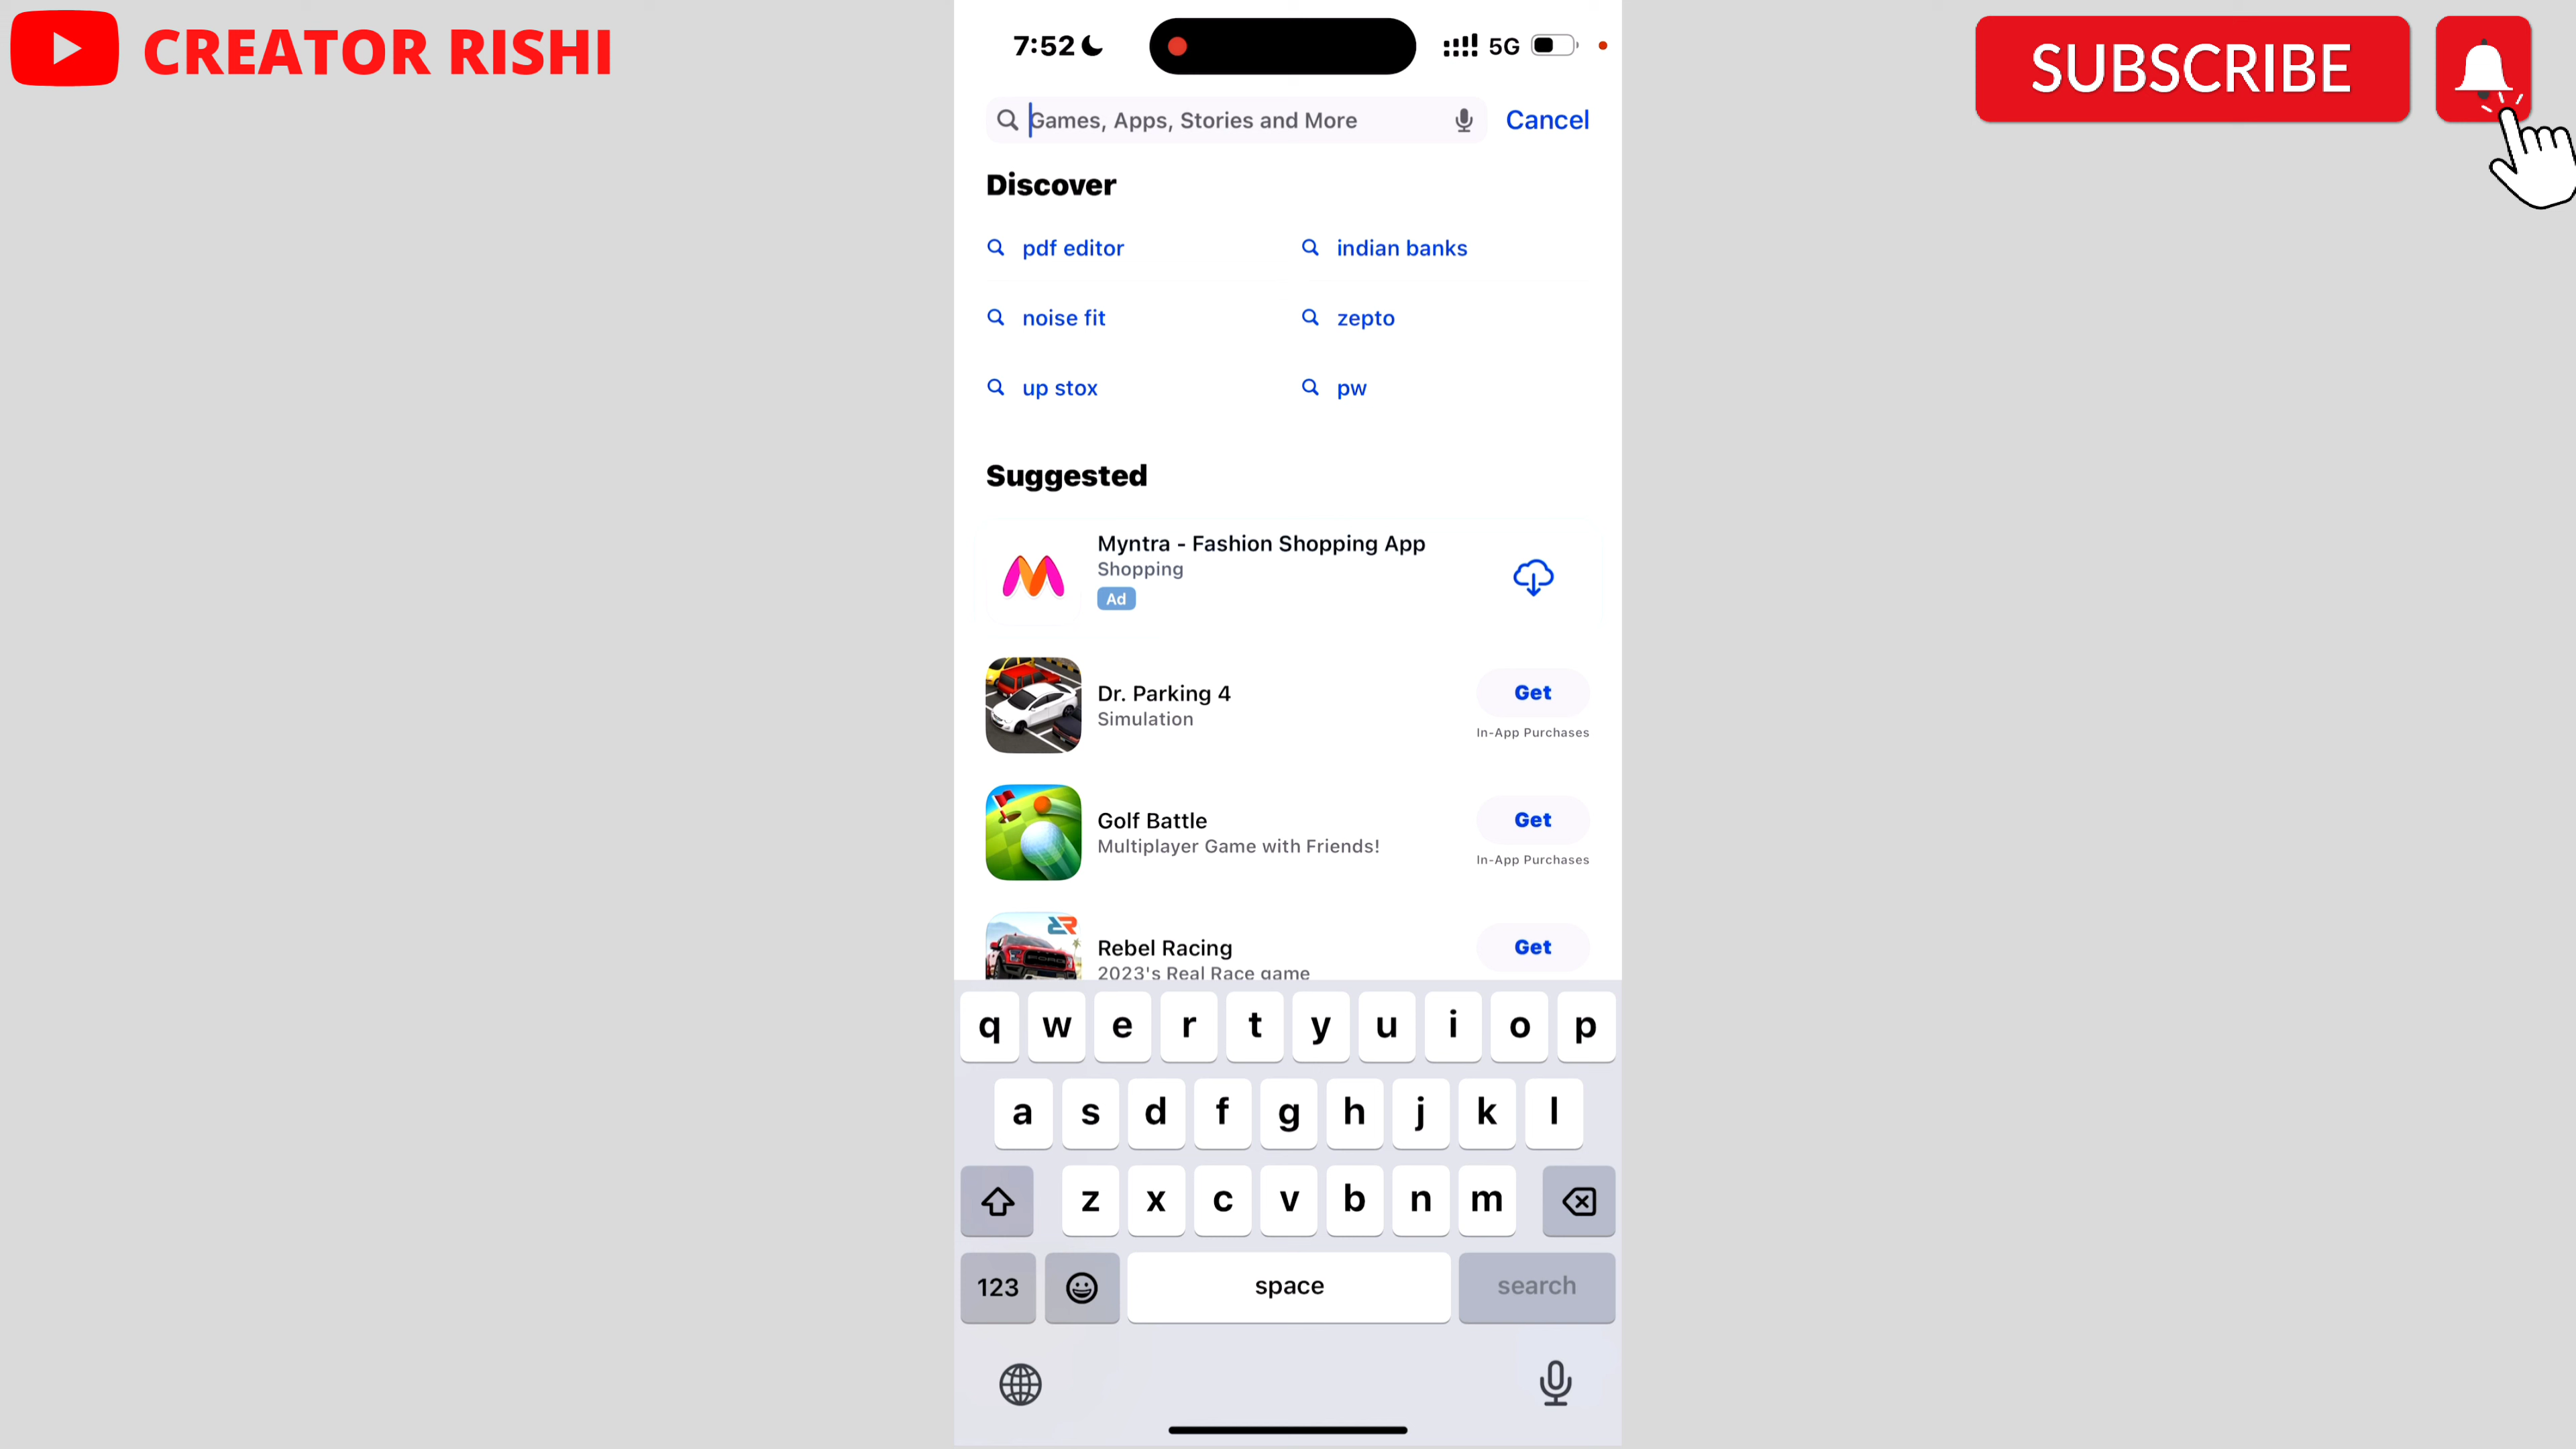 CREATOR RISHI
SUBSCRIBE
7:52
5G
Games, Apps, Stories and More
Cancel
Discover
pdf editor
indian banks
noise fit
zepto
up stox
pw
Suggested
Myntra - Fashion Shopping App
Shopping
Ad
Dr. Parking 4
Simulation
Get
In-App Purchases
Golf Battle
Multiplayer Game with Friends!
Get
In-App Purchases
RR
FORD
Rebel Racing
2023's Real Race game
Get
q w e r t y u i o p
a s d f g h j k l
z x c v b n m
123
space
search